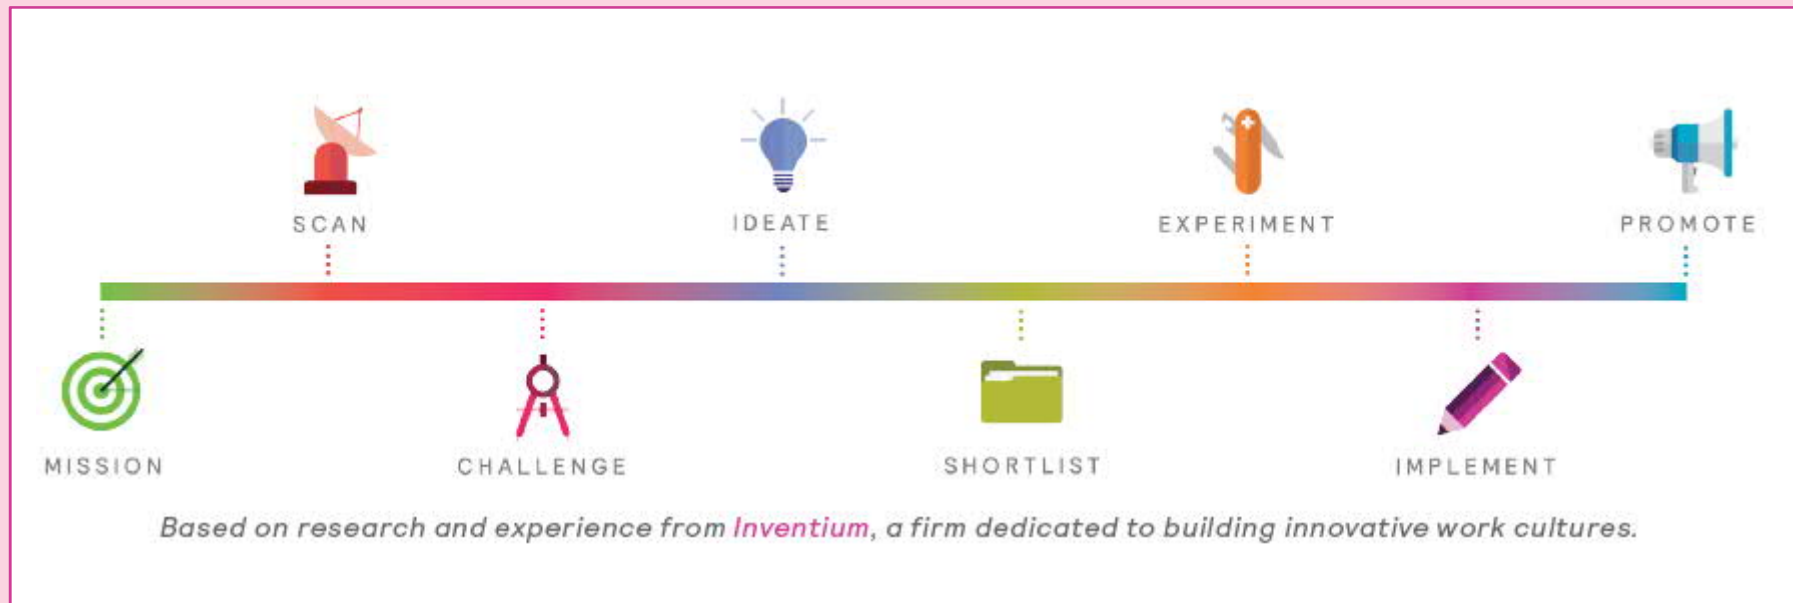 SCAN
IDEATE
EXPERIMENT
PROMOTE
MISSION
CHALLENGE
SHORTLIST
IMPLEMENT
Based on research and experience from Inventium, a firm dedicated to building innovative work cultures.